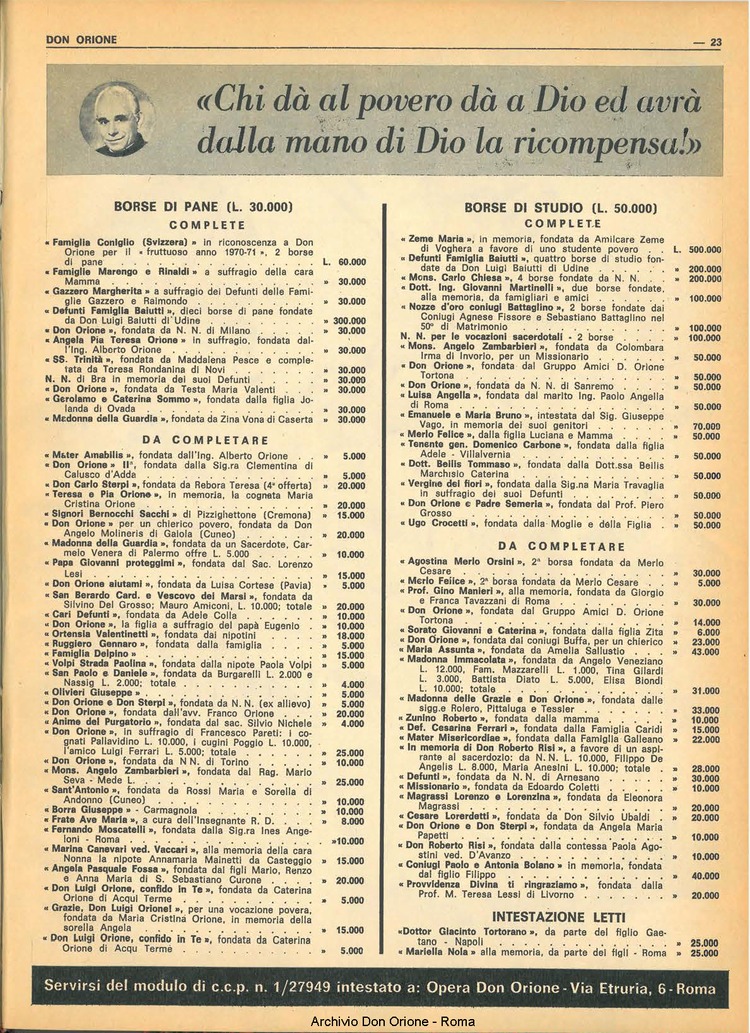 DON ORIONE — 23
«Chi dà al povero dà a Dio ed avrà
dalla mano di Dio la ricompensa!»
BORSE DI PANE (L. 30.000)
COMPLETE
« Famiglia Coniglio (Svizzera) » in riconoscenza a Don
Orione per il « fruttuoso anno 1970-71 », 2 borse
di pane . . . . . . . . . . . L. 60.000
« Famiglie Marengo e Rinaldi » a suffragio della cara
Mamma . . . . . . . . . . . » 30.000
« Gazzero Margherita » a suffragio dei Defunti delle Fami-
glie Gazzero e Raimondo . . . . . . . » 30.000
« Defunti Famiglia Baiutti », dieci borse di pane fondate
da Don Luigi Baiutti di Udine . . . . . . » 300.000
« Don Orione », fondata da N. N. di Milano . . . . » 30.000
« Angela Pia Teresa Orione » in suffragio, fondata dal-
l'Ing. Alberto Orione . . . . . . . . » 30.000
« SS. Trinità », fondata da Maddalena Pesce e comple-
tata da Teresa Rondanina di Novi . . . . . » 30.000
N. N. di Bra in memoria dei suoi Defunti . . . . » 30.000
« Don Orione », fondata da Testa Maria Valenti . . . » 30.000
« Gerolamo e Caterina Sommo », fondata dalla figlia Jo-
landa di Ovada . . . . . . . . . » 30.000
« Madonna della Guardia », fondata da Zina Vona di Caserta » 30.000
DA COMPLETARE
« Mater Amabilis », fondata dall'Ing. Alberto Orione . . » 5.000
« Don Orione » IIª, fondata dalla Sig.ra Clementina di
Calusco d'Adda . . . . . . . . . » 5.000
« Don Carlo Sterpi », fondata da Rebora Teresa (4ª offerta) » 20.000
« Teresa e Pia Orione », in memoria, la cognata Maria
Cristina Orione . . . . . . . . . » 20.000
« Signori Bernocchi Sacchi » di Pizzighettone (Cremona) » 15.000
« Don Orione » per un chierico povero, fondata da Don
Angelo Molineris di Gaiola (Cuneo) . . . . » 20.000
« Madonna della Guardia », fondata da un Sacerdote, Car-
melo Venera di Palermo offre L. 5.000 . . . . » 10.000
« Papa Giovanni proteggimi », fondata dal Sac. Lorenzo
Lesi . . . . . . . . . . . . » 15.000
« Don Orione aiutami », fondata da Luisa Cortese (Pavia) » 5.000
« San Berardo Card. e Vescovo dei Marsi », fondata da
Silvino Del Grosso; Mauro Amiconi, L. 10.000; totale » 20.000
« Cari Defunti », fondata da Adele Colla . . . . . » 10.000
« Don Orione », la figlia a suffragio del papà Eugenio . » 10.000
« Ortensia Valentinetti », fondata dai nipotini . . . » 18.000
« Ruggiero Gennaro », fondata dalla famiglia . . . . » 5.000
« Famiglia Delpino » . . . . . . . . . . » 15.000
« Volpi Strada Paolina », fondata dalla nipote Paola Volpi » 5.000
« San Paolo e Daniele », fondata da Burgarelli L. 2.000 e
Nassig L. 2.000; totale . . . . . . . . » 4.000
« Olivieri Giuseppe » . . . . . . . . . . » 5.000
« Don Orione e Don Sterpi », fondata da N. N. (ex allievo) » 5.000
« Don Orione », fondata dall'avv. Franco Orione . . . » 20.000
« Anime del Purgatorio », fondata dal sac. Silvio Nichele » 4.000
« Don Orione », in suffragio di Francesco Pareti: i co-
gnati Pallavidino L. 10.000, i cugini Poggio L. 10.000,
l'amico Luigi Ferrari L. 5.000; totale . . . . » 25.000
« Don Orione », fondata da NN. di Torino . . . . » 10.000
« Mons. Angelo Zambarbieri », fondata dal Rag. Mario
Seva - Mede L. . . . . . . . . . » 25.000
« Sant'Antonio », fondata da Rossi Maria e Sorella di
Andonno (Cuneo) . . . . . . . . » 10.000
« Borra Giuseppe » - Carmagnola . . . . . . » 10.000
« Frate Ave Maria », a cura dell'Insegnante R. D. . . . » 8.000
« Fernando Moscatelli », fondata dalla Sig.ra Ines Ange-
loni - Roma . . . . . . . . . . »10.000
« Marina Canevari ved. Vaccari », alla memoria della cara
Nonna la nipote Annamaria Mainetti da Casteggio » 15.000
« Angela Pasquale Fossa », fondata dai figli Mario, Renzo
e Anna Maria di S. Sebastiano Curone . . . . » 20.000
« Don Luigi Orione, confido in Te », fondata da Caterina
Orione di Acqui Terme . . . . . . . » 5.000
« Grazie, Don Luigi Orione! », per una vocazione povera,
fondata da Maria Cristina Orione, in memoria della
sorella Angela . . . . . . . . . » 15.000
« Don Luigi Orione, confido in Te », fondata da Caterina
Orione di Acqu Terme . . . . . . . » 5.000
BORSE DI STUDIO (L. 50.000)
COMPLETE
« Zeme Maria », in memoria, fondata da Amilcare Zeme
di Voghera a favore di uno studente povero . . L. 500.000
« Defunti Famiglia Baiutti », quattro borse di studio fon-
date da Don Luigi Baiutti di Udine . . . . . » 200.000
« Mons. Carlo Chiesa », 4 borse fondate da N. N. . . » 200.000
« Dott. Ing. Giovanni Martinelli », due borse fondate,
alla memoria, da famigliari e amici . . . . . » 100.000
« Nozze d'oro coniugi Battaglino », 2 borse fondate dai
Coniugi Agnese Fissore e Sebastiano Battaglino nel
50° di Matrimonio . . . . . . . . » 100.000
N. N. per le vocazioni sacerdotali - 2 borse . . . . » 100.000
« Mons. Angelo Zambarbieri », fondata da Colombara
Irma di Invorio, per un Missionario . . . . . » 50.000
« Don Orione », fondata dal Gruppo Amici D. Orione
Tortona . . . . . . . . . . . » 50.000
« Don Orione », fondata da N. N. di Sanremo . . . » 50.000
« Luisa Angella », fondata dal marito Ing. Paolo Angella
di Roma . . . . . . . . . . . » 50.000
« Emanuele e Maria Bruno », intestata dal Sig. Giuseppe
Vago, in memoria dei suoi genitori . . . . . » 70.000
« Merlo Felice », dalla figlia Luciana e Mamma . . . » 50.000
« Tenente gen. Domenico Carbone », fondata dalla figlia
Adele - Villalvernia . . . . . . . . » 50.000
« Dott. Bellis Tommaso », fondata dalla Dott.ssa Bellis
Marchisio Caterina . . . . . . . . » 50.000
« Vergine dei fiori », fondata dalla Sig.na Maria Travaglia
in suffragio dei suoi Defunti . . . . . . » 50.000
« Don Orione e Padre Semeria », fondata dal Prof. Piero
Grosso . . . . . . . . . . . » 50.000
« Ugo Crocetti », fondata dalla Moglie e della Figlia . » 50.000
DA COMPLETARE
« Agostina Merlo Orsini », 2ª borsa fondata da Merlo
Cesare . . . . . . . . . . . » 30.000
« Merlo Felice », 2ª borsa fondata da Merlo Cesare . . » 5.000
« Prof. Gino Manieri », alla memoria, fondata da Giorgio
e Franca Tavazzani di Roma . . . . . . . » 30.000
« Don Orione », fondata dal Gruppo Amici D. Orione
Tortona . . . . . . . . . . . » 14.000
« Sorato Giovanni e Caterina », fondata dalla figlia Zita » 6.000
« Don Orione », fondata dai coniugi Buffa, per un chierico » 23.000
« Maria Assunta », fondata da Amelia Sallustio . . . » 43.000
« Madonna Immacolata », fondata da Angelo Veneziano
L. 12.000, Fam. Mazzarelli L. 1.000, Tina Gilardi
L. 3.000, Battista Diato L. 5.000, Elisa Biondi
L. 10.000; totale . . . . . . . . . » 31.000
« Madonna delle Grazie e Don Orione », fondata dalle
sigg.e Rolero, Pittaluga e Tessier . . . . . » 33.000
« Zunino Roberto », fondata dalla mamma . . . . » 10.000
« Def. Cesarina Ferrari », fondata dalla Famiglia Caridi » 15.000
« Mater Misericordiae », fondata dalla Famiglia Galleano » 22.000
« In memoria di Don Roberto Risi », a favore di un aspi-
rante al sacerdozio: da N. N. L. 10.000, Filippo De
Angelis L. 8.000, Maria Anesini L. 10.000; totale . » 28.000
« Defunti », fondata da N. N. di Arnesano . . . . » 30.000
« Missionario », fondata da Edoardo Coletti . . . . » 10.000
« Magrassi Lorenzo e Lorenzina », fondata da Eleonora
Magrassi . . . . . . . . . . . » 20.000
« Cesare Lorerdetti », fondata da Don Silvio Ubaldi . . » 20.000
« Don Orione e Don Sterpi », fondata da Angela Maria
Papetti . . . . . . . . . . . » 10.000
« Don Roberto Risi », fondata dalla contessa Paola Ago-
stini ved. D'Avanzo . . . . . . . . » 10.000
« Coniugi Paolo e Antonia Bolano » in memoria, fondata
dal figlio Filippo . . . . . . . . . » 40.000
« Provvidenza Divina ti ringraziamo », fondata dalla
Prof. M. Teresa Lessi di Livorno . . . . . » 20.000
INTESTAZIONE LETTI
«Dottor Giacinto Tortorano », da parte dei figli Gae-
tano - Napoli . . . . . . . . . » 25.000
« Mariella Nola » alla memoria, da parte dei figli - Roma » 25.000
Servirsi del modulo di c.c.p. n. 1/27949 intestato a: Opera Don Orione - Via Etruria, 6 - Roma
Archivio Don Orione - Roma